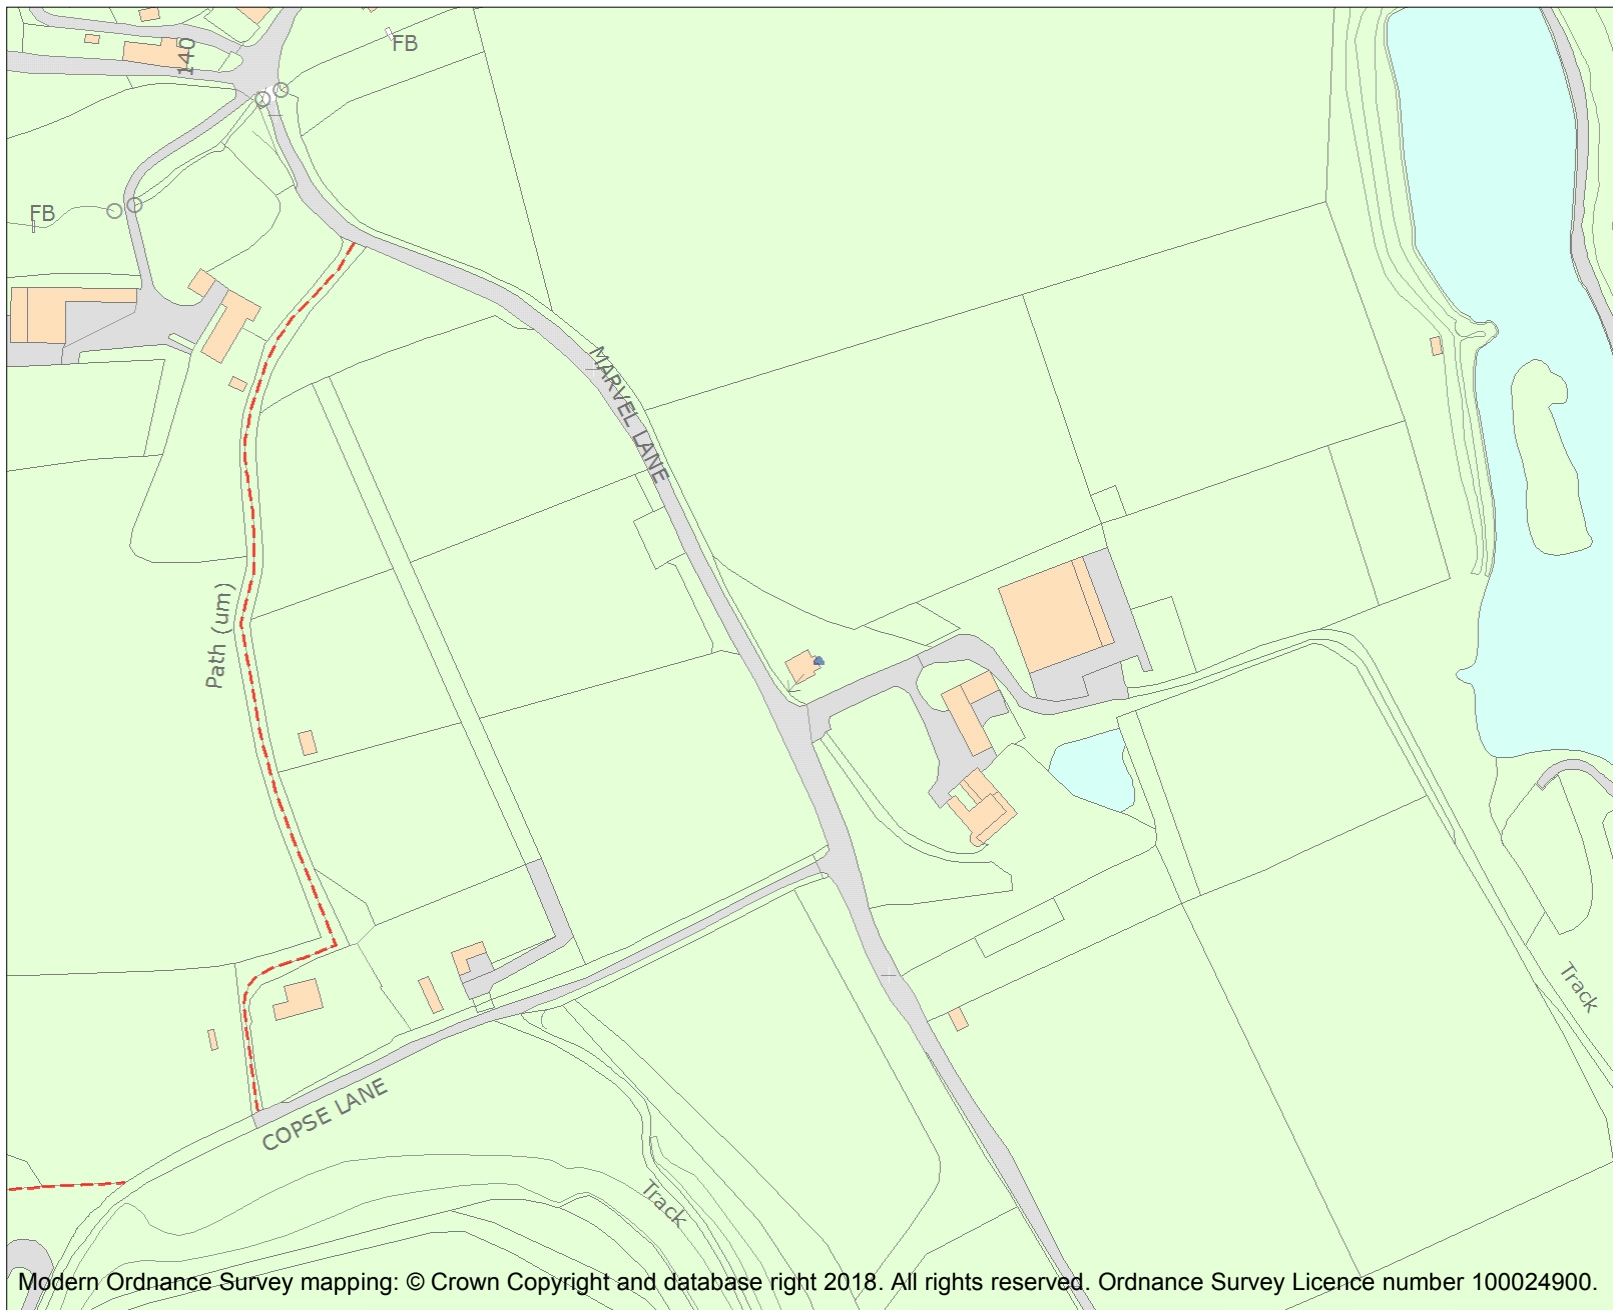 140
FB
FB
MARVEL LANE
Path (um)
Track
COPSE LANE
Track
Modern Ordnance Survey mapping: © Crown Copyright and database right 2018. All rights reserved. Ordnance Survey Licence number 100024900.